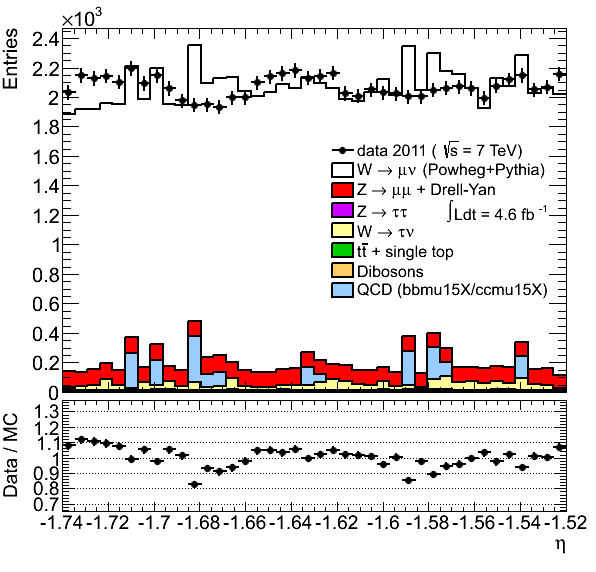 ×10³
Entries
2.4
2.2
2
1.8
1.6
1.4
1.2
1
0.8
0.6
0.4
0.2
0
data 2011 ( √s = 7 TeV)
W → μν (Powheg+Pythia)
Z → μμ + Drell-Yan
Z → ττ ∫Ldt = 4.6 fb⁻¹
W → τν
tt̄ + single top
Dibosons
QCD (bbmu15X/ccmu15X)
Data / MC
1.3
1.2
1.1
1
0.9
0.8
0.7
-1.74 -1.72 -1.7 -1.68 -1.66 -1.64 -1.62 -1.6 -1.58 -1.56 -1.54 -1.52
η